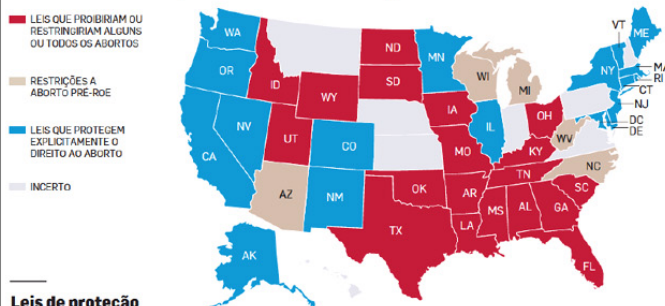 LEIS QUE PROIBIRIAM OU
RESTRINGIRIAM ALGUNS
OU TODOS OS ABORTOS
RESTRIÇÕES A
ABORTO PRÉ-ROE
LEIS QUE PROTEGEM
EXPLICITAMENTE O
DIREITO AO ABORTO
INCERTO
Leis de proteção
WA
OR
CA
NV
ID
UT
AZ
WY
CO
NM
ND
SD
OK
TX
MN
IA
MO
AR
LA
WI
IL
MI
OH
KY
TN
MS
AL
GA
FL
SC
NC
WV
VT
ME
NY
MA
RI
CT
NJ
DC
DE
AK